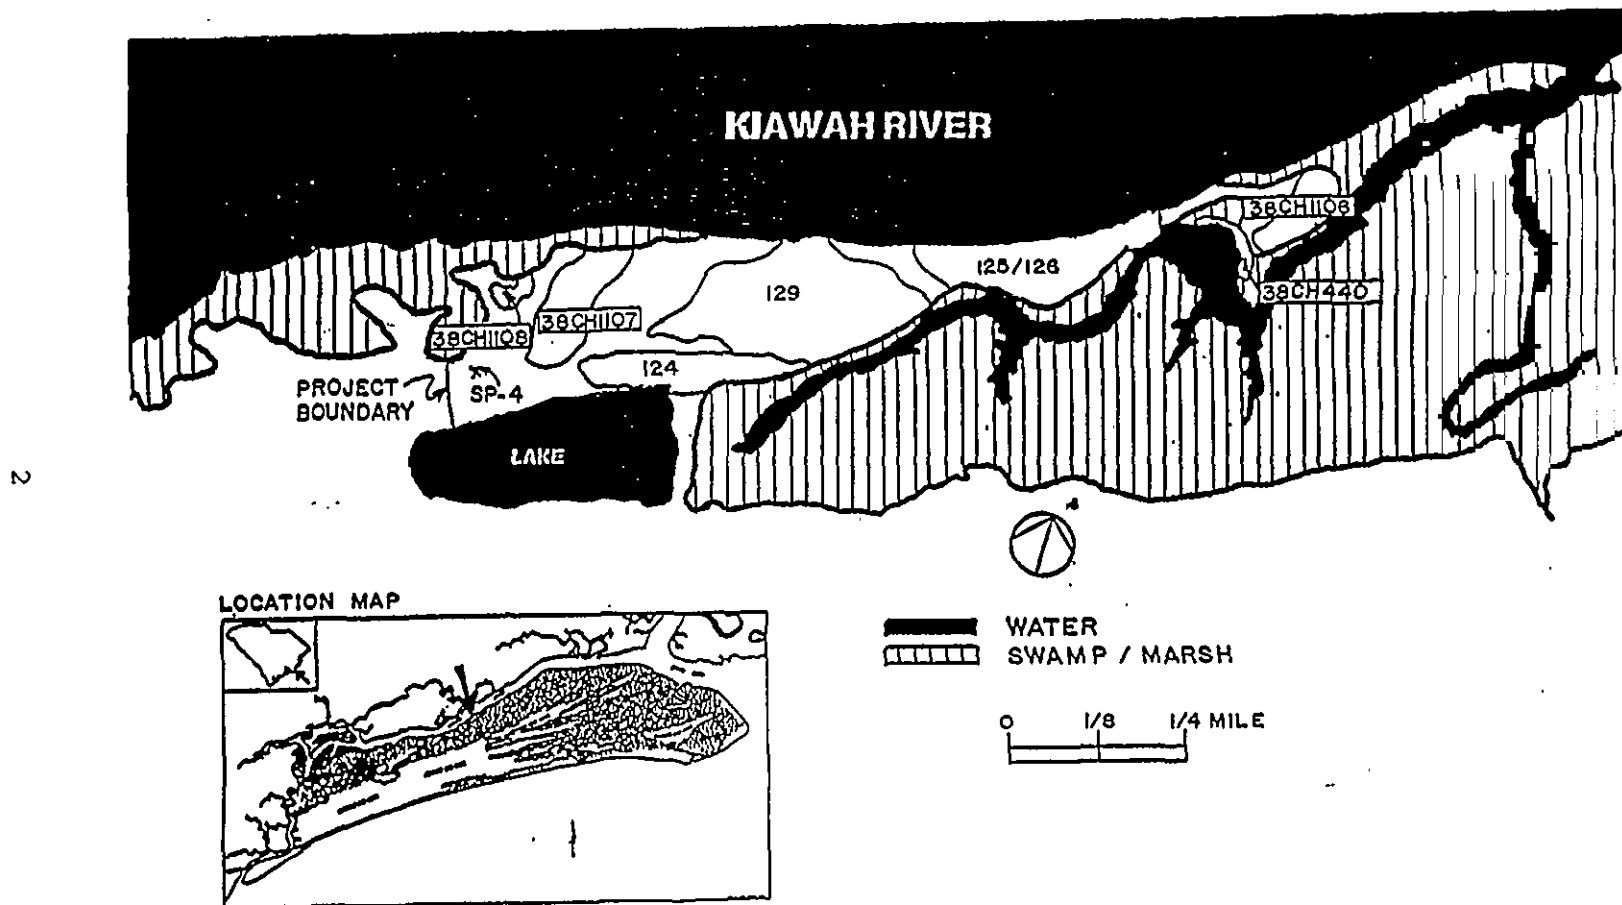 KIAWAH RIVER
38CH1106
125/126
129
38CH440
38CH1107
38CH1108
124
PROJECT
BOUNDARY
SP-4
LAKE
2
LOCATION MAP
WATER
SWAMP / MARSH
0 1/8 1/4 MILE